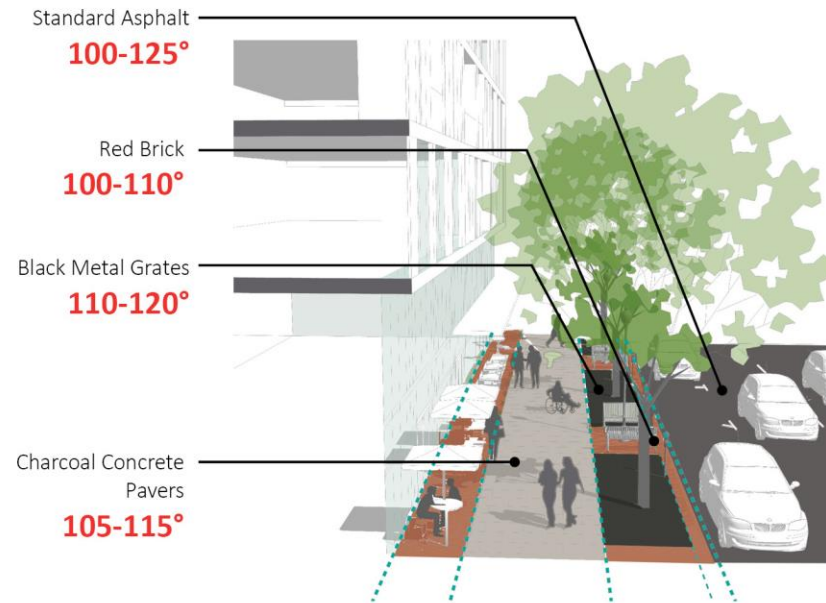 Standard Asphalt
100-125°
Red Brick
100-110°
Black Metal Grates
110-120°
Charcoal Concrete
Pavers
105-115°